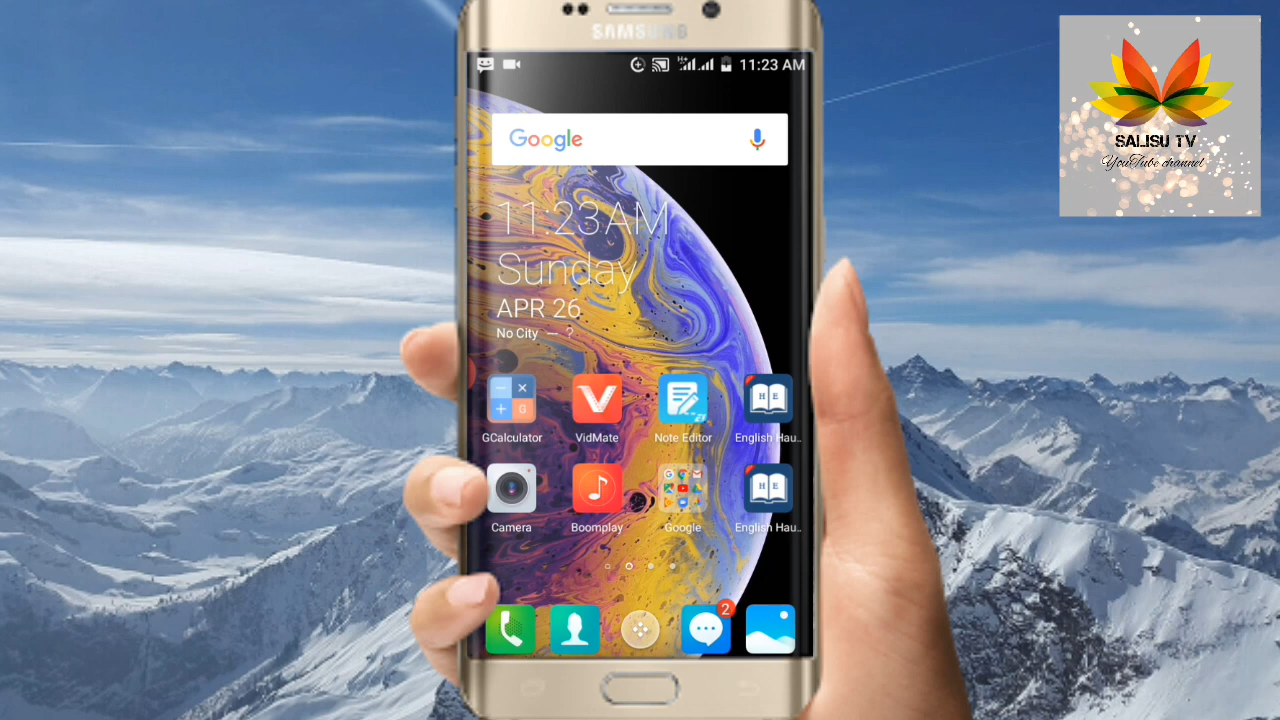 SAMSUNG
11:23 AM
Google
11:23AM
Sunday
APR 26
No City — ?
GCalculator VidMate Note Editor English Hau..
Camera Boomplay Google English Hau..
2
SALISU TV
YouTube channel